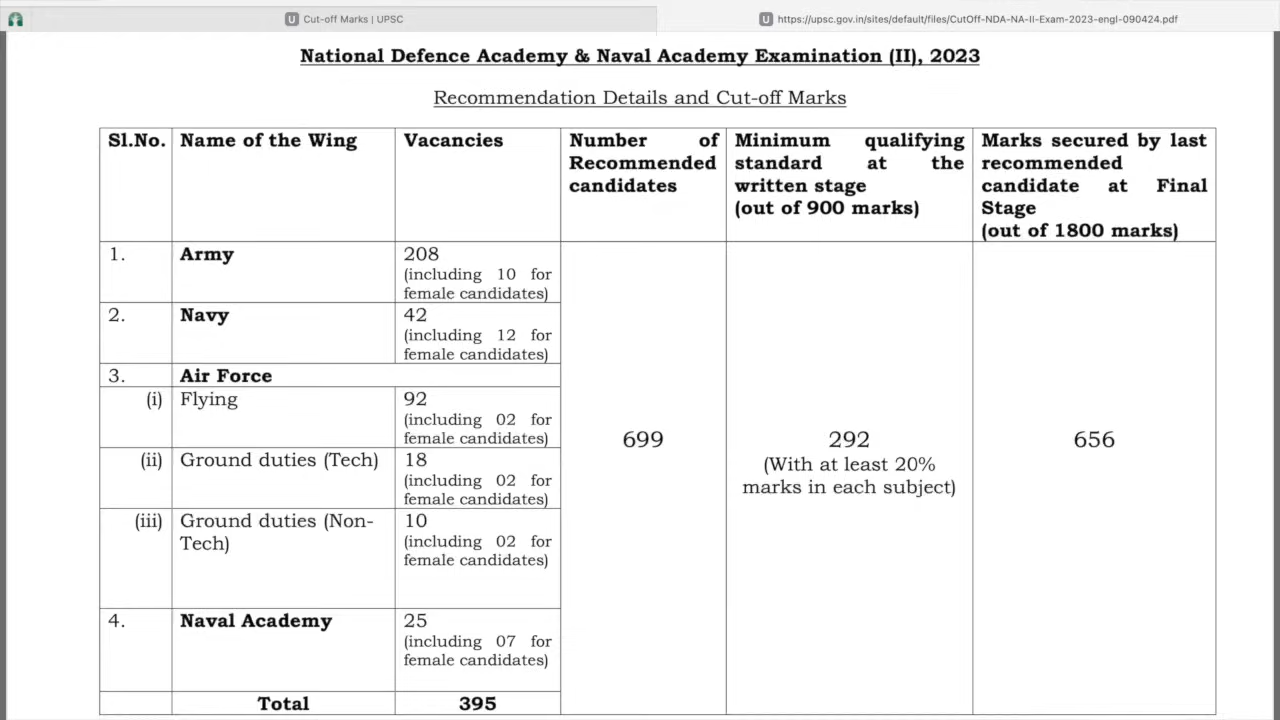 U Cut-off Marks | UPSC
U https://upsc.gov.in/sites/default/files/CutOff-NDA-NA-II-Exam-2023-engl-090424.pdf
National Defence Academy & Naval Academy Examination (II), 2023
Recommendation Details and Cut-off Marks
Sl.No.
Name of the Wing
Vacancies
Number of
Recommended
candidates
Minimum qualifying
standard at the
written stage
(out of 900 marks)
Marks secured by last
recommended
candidate at Final
Stage
(out of 1800 marks)
1.
Army
208
(including 10 for
female candidates)
2.
Navy
42
(including 12 for
female candidates)
3.
Air Force
(i)
Flying
92
(including 02 for
female candidates)
(ii)
Ground duties (Tech)
18
(including 02 for
female candidates)
(iii)
Ground duties (Non-
Tech)
10
(including 02 for
female candidates)
4.
Naval Academy
25
(including 07 for
female candidates)
Total
395
699
292
(With at least 20%
marks in each subject)
656